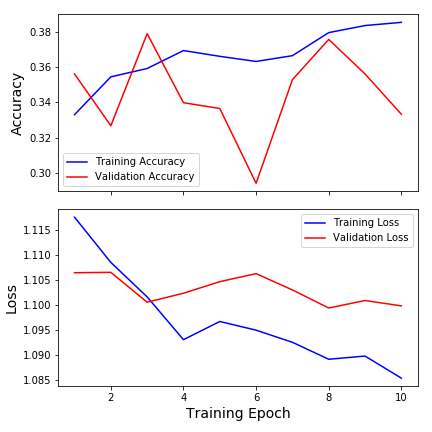 0.38
0.36
0.34
0.32
0.30
Accuracy
Training Accuracy
Validation Accuracy
1.115
1.110
1.105
1.100
1.095
1.090
1.085
Loss
Training Loss
Validation Loss
2 4 6 8 10
Training Epoch